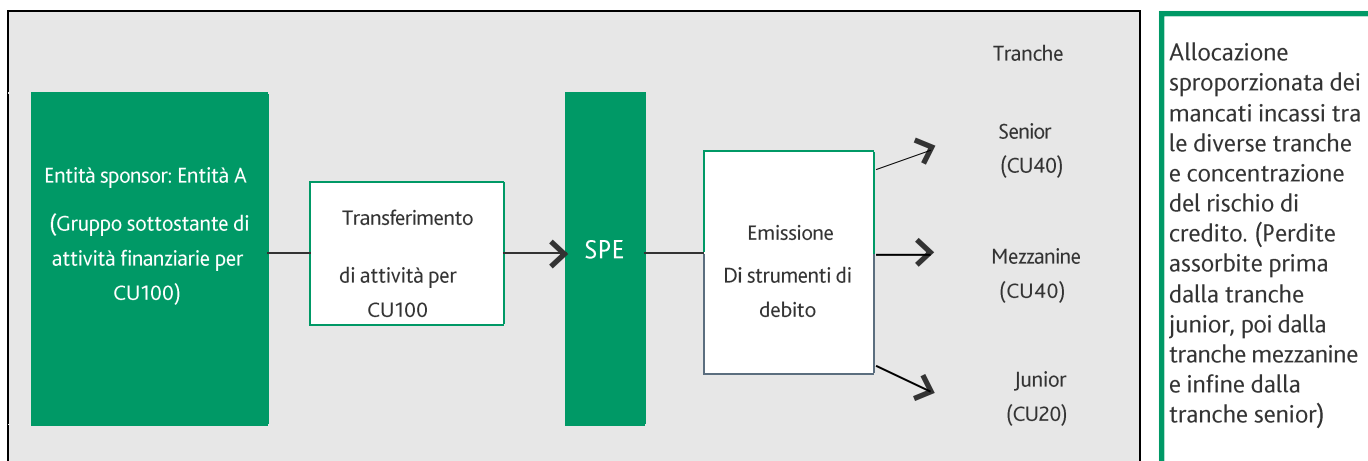 Entità sponsor: Entità A
(Gruppo sottostante di
attività finanziarie per
CU100)
Transferimento
di attività per
CU100
SPE
Emissione
Di strumenti di
debito
Tranche
Senior
(CU40)
Mezzanine
(CU40)
Junior
(CU20)
Allocazione
sproporzionata dei
mancati incassi tra
le diverse tranche
e concentrazione
del rischio di
credito. (Perdite
assorbite prima
dalla tranche
junior, poi dalla
tranche mezzanine
e infine dalla
tranche senior)